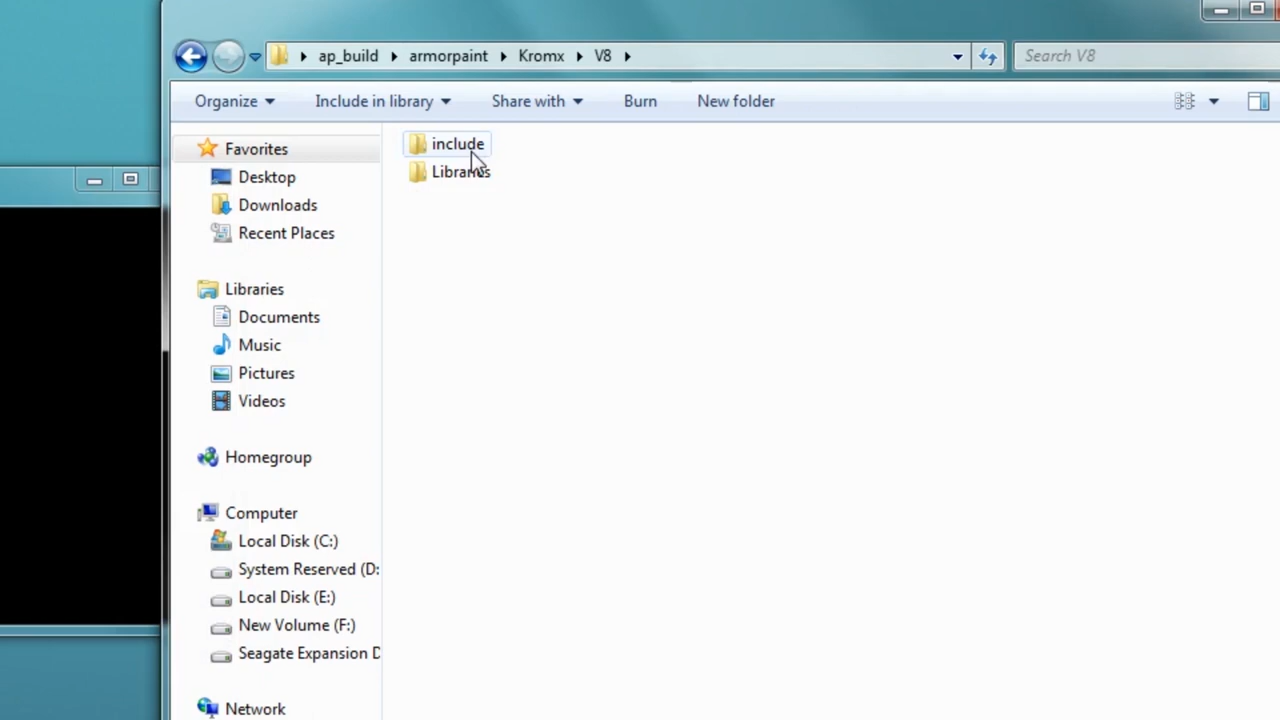 ap_build armorpaint Kromx V8 Search V8
Organize Include in library Share with Burn New folder
Favorites
Desktop
Downloads
Recent Places
Libraries
Documents
Music
Pictures
Videos
Homegroup
Computer
Local Disk (C:)
System Reserved (D:
Local Disk (E:)
New Volume (F:)
Seagate Expansion D
Network
include
Libraries